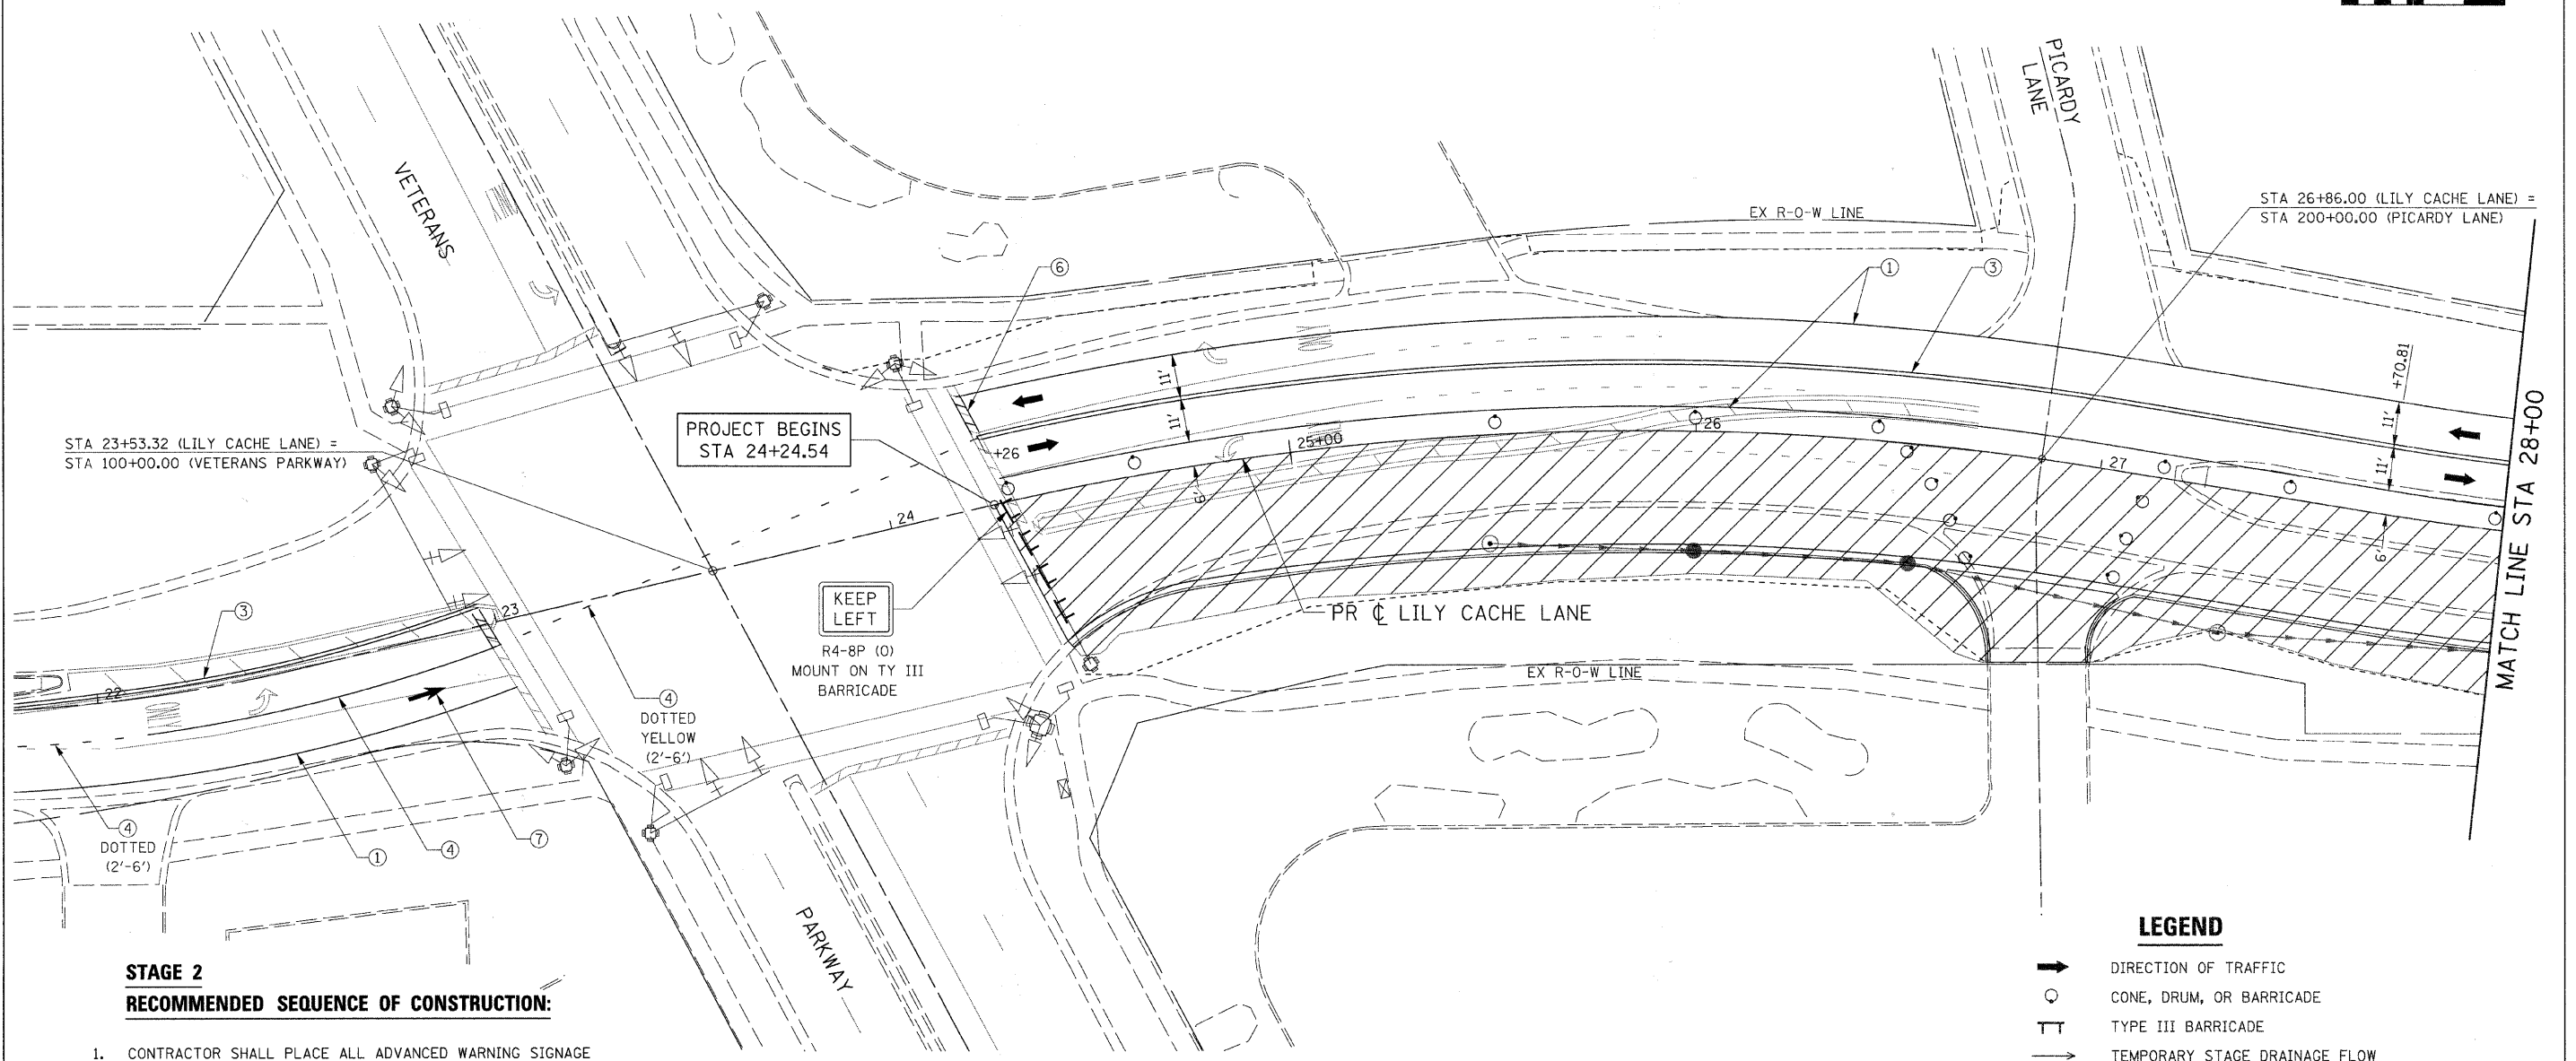 PICARDY
LANE
VETERANS
STA 26+86.00 (LILY CACHE LANE) =
STA 200+00.00 (PICARDY LANE)
EX R-O-W LINE
⑥
①
③
11'
11'
+70.81
11'
11'
STA 23+53.32 (LILY CACHE LANE) =
STA 100+00.00 (VETERANS PARKWAY)
PROJECT BEGINS
STA 24+24.54
+26
25+00
26
27
6'
6'
24
23
22
MATCH LINE STA 28+00
KEEP
LEFT
R4-8P (O)
MOUNT ON TY III
BARRICADE
PR ℄ LILY CACHE LANE
EX R-O-W LINE
③
④
DOTTED
YELLOW
(2'-6')
④
DOTTED
(2'-6')
①
④
⑦
PARKWAY
STAGE 2
RECOMMENDED SEQUENCE OF CONSTRUCTION:
1. CONTRACTOR SHALL PLACE ALL ADVANCED WARNING SIGNAGE
LEGEND
DIRECTION OF TRAFFIC
CONE, DRUM, OR BARRICADE
TYPE III BARRICADE
TEMPORARY STAGE DRAINAGE FLOW